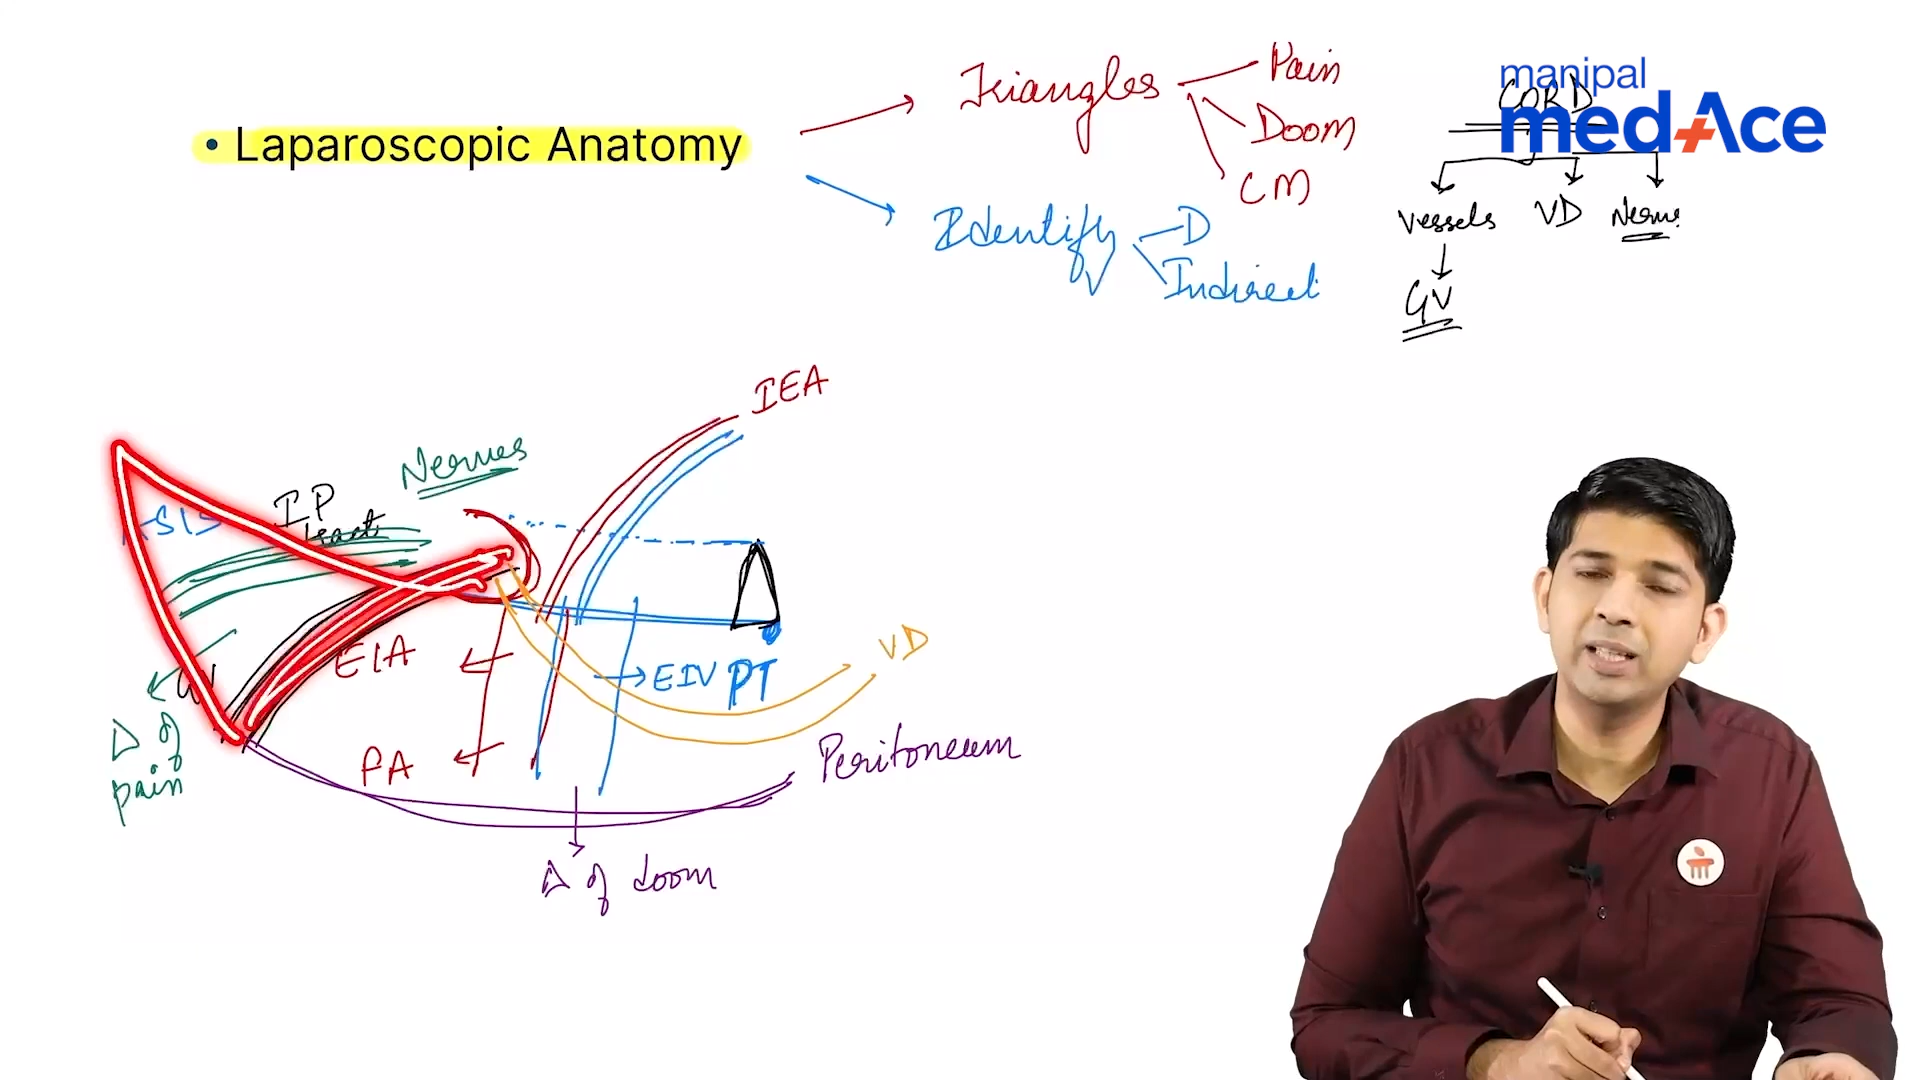 • Laparoscopic Anatomy
Triangles
Pain
Doom
CM
Identify
D
Indirect
manipal
medAce
CORD
Vessels VD Nerve
GV
IEA
Nerves
ASIS
IP
tract
EIA
EIV
PT
VD
PA
Peritoneum
Δ of
pain
Δ of doom